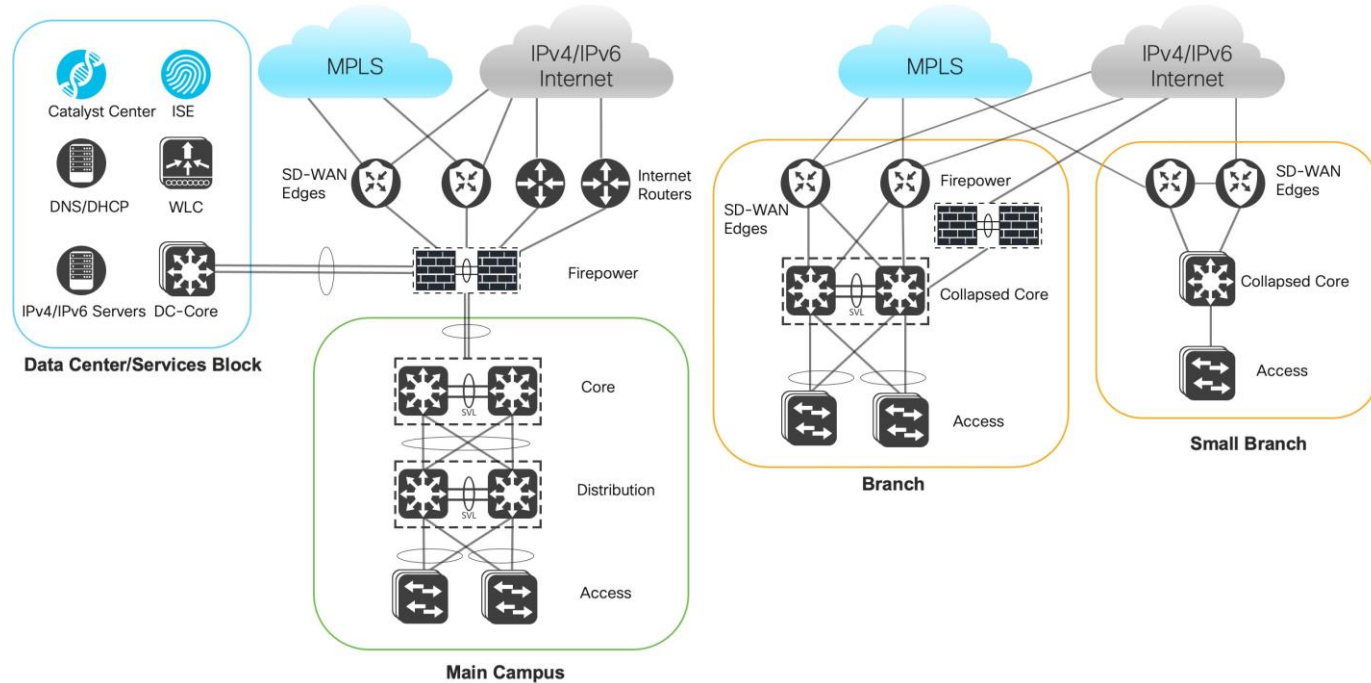 MPLS
IPv4/IPv6
Internet
MPLS
IPv4/IPv6
Internet
Catalyst Center
ISE
DNS/DHCP
WLC
IPv4/IPv6 Servers
DC-Core
Data Center/Services Block
SD-WAN
Edges
Internet
Routers
Firepower
Core
SVL
Distribution
SVL
Access
Main Campus
SD-WAN
Edges
Firepower
Collapsed Core
SVL
Access
Branch
SD-WAN
Edges
Collapsed Core
Access
Small Branch